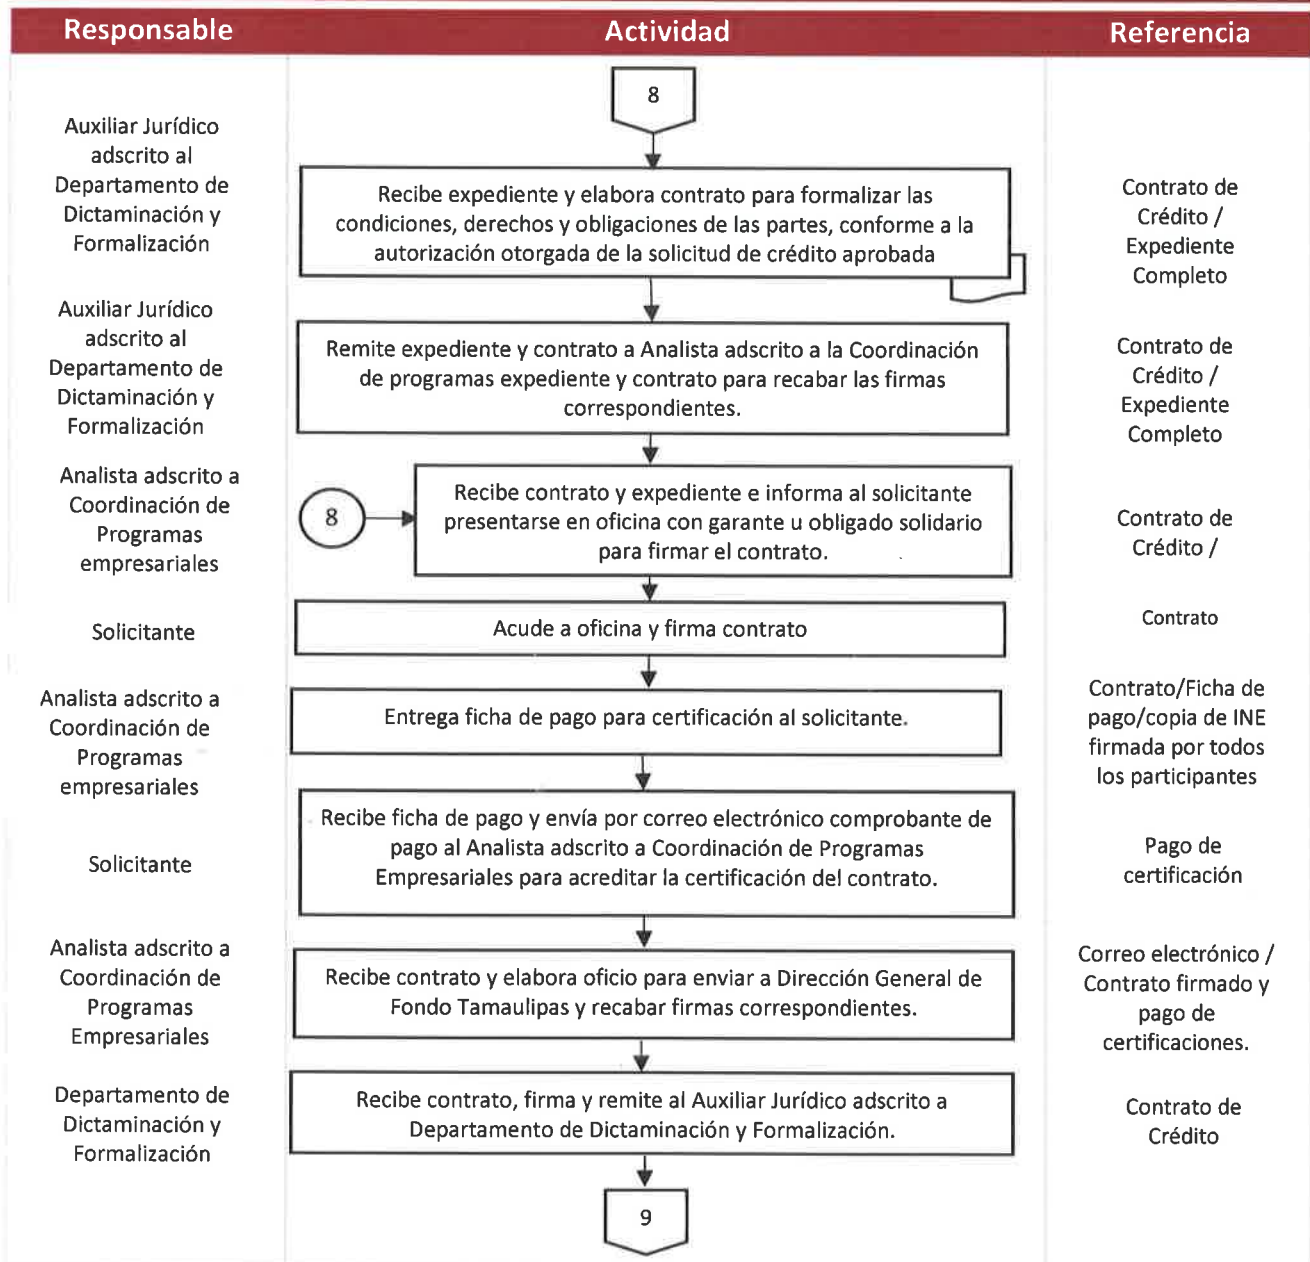 Responsable
Actividad
Referencia
8
Auxiliar Jurídico
adscrito al
Departamento de
Dictaminación y
Formalización
Recibe expediente y elabora contrato para formalizar las
condiciones, derechos y obligaciones de las partes, conforme a la
autorización otorgada de la solicitud de crédito aprobada
Contrato de
Crédito /
Expediente
Completo
Auxiliar Jurídico
adscrito al
Departamento de
Dictaminación y
Formalización
Remite expediente y contrato a Analista adscrito a la Coordinación
de programas expediente y contrato para recabar las firmas
correspondientes.
Contrato de
Crédito /
Expediente
Completo
Analista adscrito a
Coordinación de
Programas
empresariales
8
Recibe contrato y expediente e informa al solicitante
presentarse en oficina con garante u obligado solidario
para firmar el contrato.
Contrato de
Crédito /
Solicitante
Acude a oficina y firma contrato
Contrato
Analista adscrito a
Coordinación de
Programas
empresariales
Entrega ficha de pago para certificación al solicitante.
Contrato/Ficha de
pago/copia de INE
firmada por todos
los participantes
Solicitante
Recibe ficha de pago y envía por correo electrónico comprobante de
pago al Analista adscrito a Coordinación de Programas
Empresariales para acreditar la certificación del contrato.
Pago de
certificación
Analista adscrito a
Coordinación de
Programas
Empresariales
Recibe contrato y elabora oficio para enviar a Dirección General de
Fondo Tamaulipas y recabar firmas correspondientes.
Correo electrónico /
Contrato firmado y
pago de
certificaciones.
Departamento de
Dictaminación y
Formalización
Recibe contrato, firma y remite al Auxiliar Jurídico adscrito a
Departamento de Dictaminación y Formalización.
Contrato de
Crédito
9